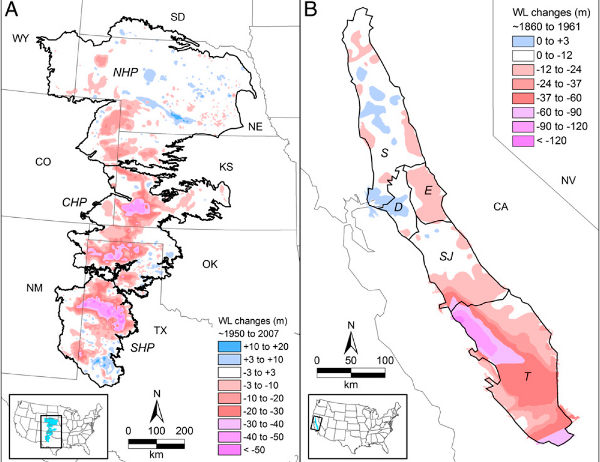 A
SD
WY
NHP
NE
CO
KS
CHP
OK
NM
TX
SHP
WL changes (m)
~1950 to 2007
+10 to +20
+3 to +10
-3 to +3
-3 to -10
-10 to -20
-20 to -30
-30 to -40
-40 to -50
< -50
N
0 100 200
km
B
WL changes (m)
~1860 to 1961
0 to +3
0 to -12
-12 to -24
-24 to -37
-37 to -60
-60 to -90
-90 to -120
< -120
NV
S
E
D
CA
SJ
T
N
0 50 100
km